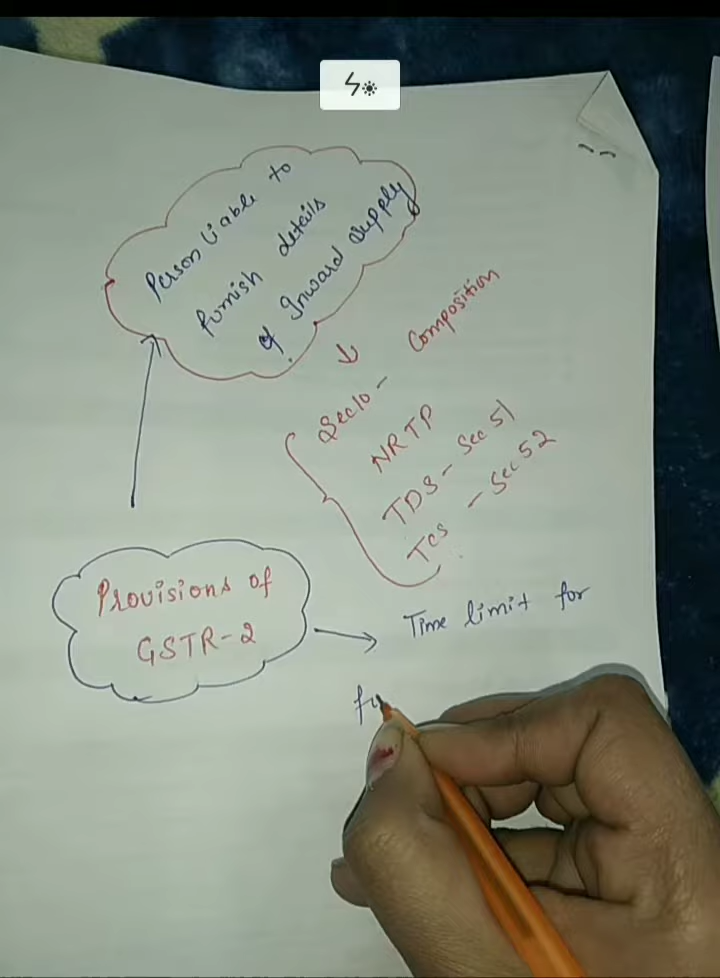 Person liable to
furnish details
of Inward Supply
↓
Sec10 - Composition
NRTP
TDS - Sec 51
TCS - Sec 52
Provisions of
GSTR-2
Time limit for
fu